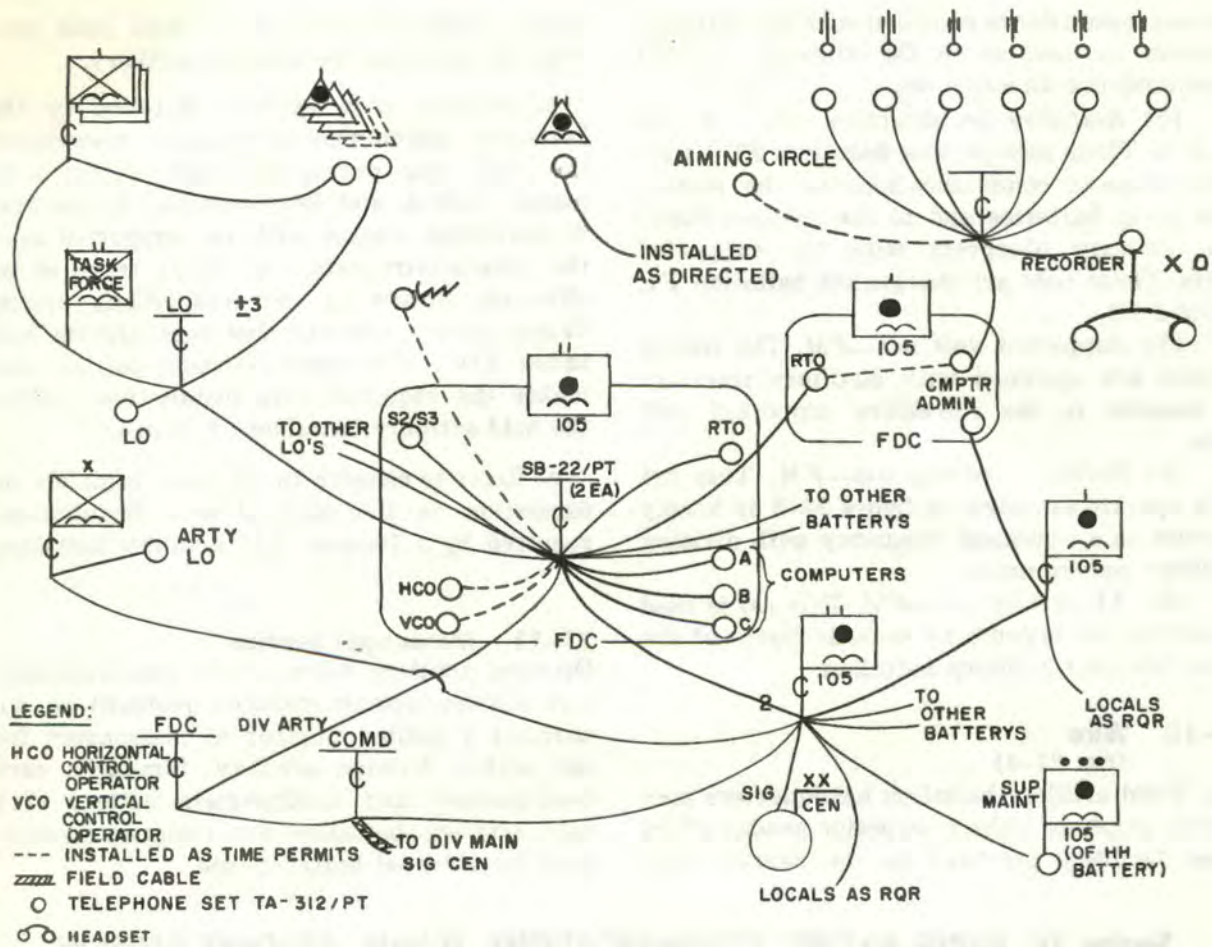 AIMING CIRCLE
C
C
INSTALLED
AS DIRECTED
RECORDER
XO
TASK
FORCE
LO
±3
C
105
RTO
CMPTR
ADMIN
FDC
LO
S2/S3
TO OTHER
LO'S
105
RTO
SB-22/PT
(2 EA)
C
TO OTHER
BATTERYS
X
C
ARTY
LO
A
B
C
COMPUTERS
HCO
VCO
FDC
C
105
2
C
105
LOCALS
AS RQR
TO
OTHER
BATTERYS
LEGEND:
HCO HORIZONTAL
CONTROL
OPERATOR
VCO VERTICAL
CONTROL
OPERATOR
--- INSTALLED AS TIME PERMITS
FIELD CABLE
TELEPHONE SET TA-312/PT
HEADSET
FDC DIV ARTY
COMD
C
C
TO DIV MAIN
SIG CEN
XX
SIG CEN
LOCALS AS RQR
SUP
MAINT
105
(OF HH
BATTERY)